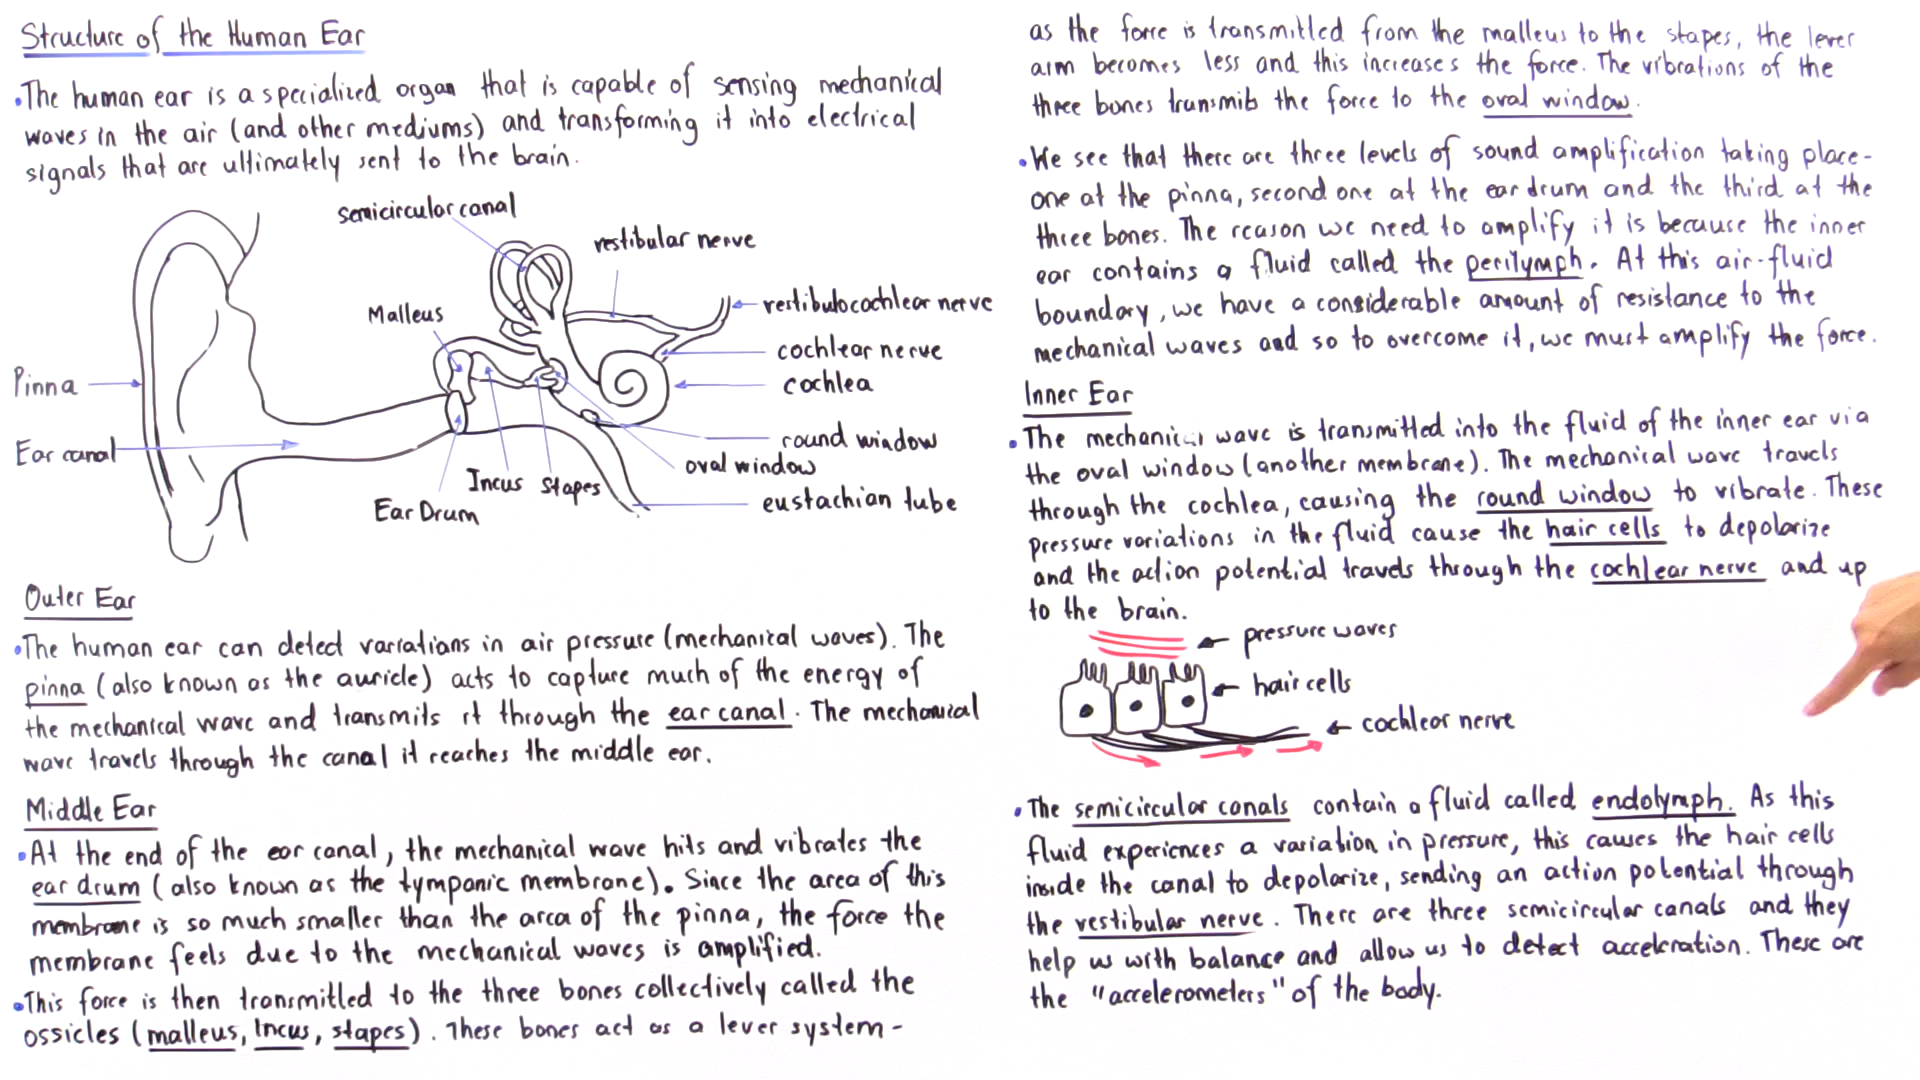 Structure of the Human Ear
•The human ear is a specialized organ that is capable of sensing mechanical
waves in the air (and other mediums) and transforming it into electrical
signals that are ultimately sent to the brain.
semicircular canal
vestibular nerve
Malleus
vestibulocochlear nerve
cochlear nerve
Pinna
cochlea
Ear canal
round window
oval window
Incus
stapes
eustachian tube
Ear Drum
Outer Ear
•The human ear can detect variations in air pressure (mechanical waves). The
pinna (also known as the auricle) acts to capture much of the energy of
the mechanical wave and transmits it through the ear canal. The mechanical
wave travels through the canal it reaches the middle ear.
Middle Ear
•At the end of the ear canal, the mechanical wave hits and vibrates the
ear drum (also known as the tympanic membrane). Since the area of this
membrane is so much smaller than the area of the pinna, the force the
membrane feels due to the mechanical waves is amplified.
•This force is then transmitted to the three bones collectively called the
ossicles (malleus, incus, stapes). These bones act as a lever system -
as the force is transmitted from the malleus to the stapes, the lever
arm becomes less and this increases the force. The vibrations of the
three bones transmits the force to the oval window.
•We see that there are three levels of sound amplification taking place -
one at the pinna, second one at the ear drum and the third at the
three bones. The reason we need to amplify it is because the inner
ear contains a fluid called the perilymph. At this air-fluid
boundary, we have a considerable amount of resistance to the
mechanical waves and so to overcome it, we must amplify the force.
Inner Ear
•The mechanical wave is transmitted into the fluid of the inner ear via
the oval window (another membrane). The mechanical wave travels
through the cochlea, causing the round window to vibrate. These
pressure variations in the fluid cause the hair cells to depolarize
and the action potential travels through the cochlear nerve and up
to the brain.
pressure waves
hair cells
cochlear nerve
•The semicircular canals contain a fluid called endolymph. As this
fluid experiences a variation in pressure, this causes the hair cells
inside the canal to depolarize, sending an action potential through
the vestibular nerve. There are three semicircular canals and they
help us with balance and allow us to detect acceleration. These are
the "accelerometers" of the body.